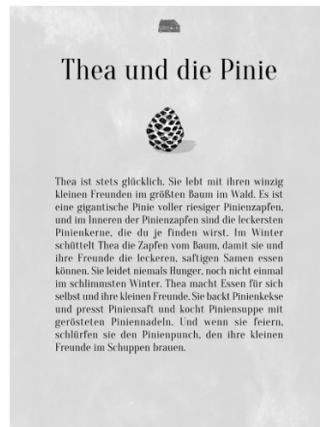 Thea und die Pinie
Thea ist stets glücklich. Sie lebt mit ihren winzig
kleinen Freunden im größten Baum im Wald. Es ist
eine gigantische Pinie voller riesiger Pinienzapfen,
und im Inneren der Pinienzapfen sind die leckersten
Pinienkerne, die du je finden wirst. Im Winter
schüttelt Thea die Zapfen vom Baum, damit sie und
ihre Freunde die leckeren, saftigen Samen essen
können. Sie leidet niemals Hunger, noch nicht einmal
im schlimmsten Winter. Thea macht Essen für sich
selbst und ihre kleinen Freunde. Sie backt Pinienkekse
und presst Piniensaft und kocht Piniensuppe mit
gerösteten Piniennadeln. Und wenn sie feiern,
schlürfen sie den Pinienpunch, den ihre kleinen
Freunde im Schuppen brauen.